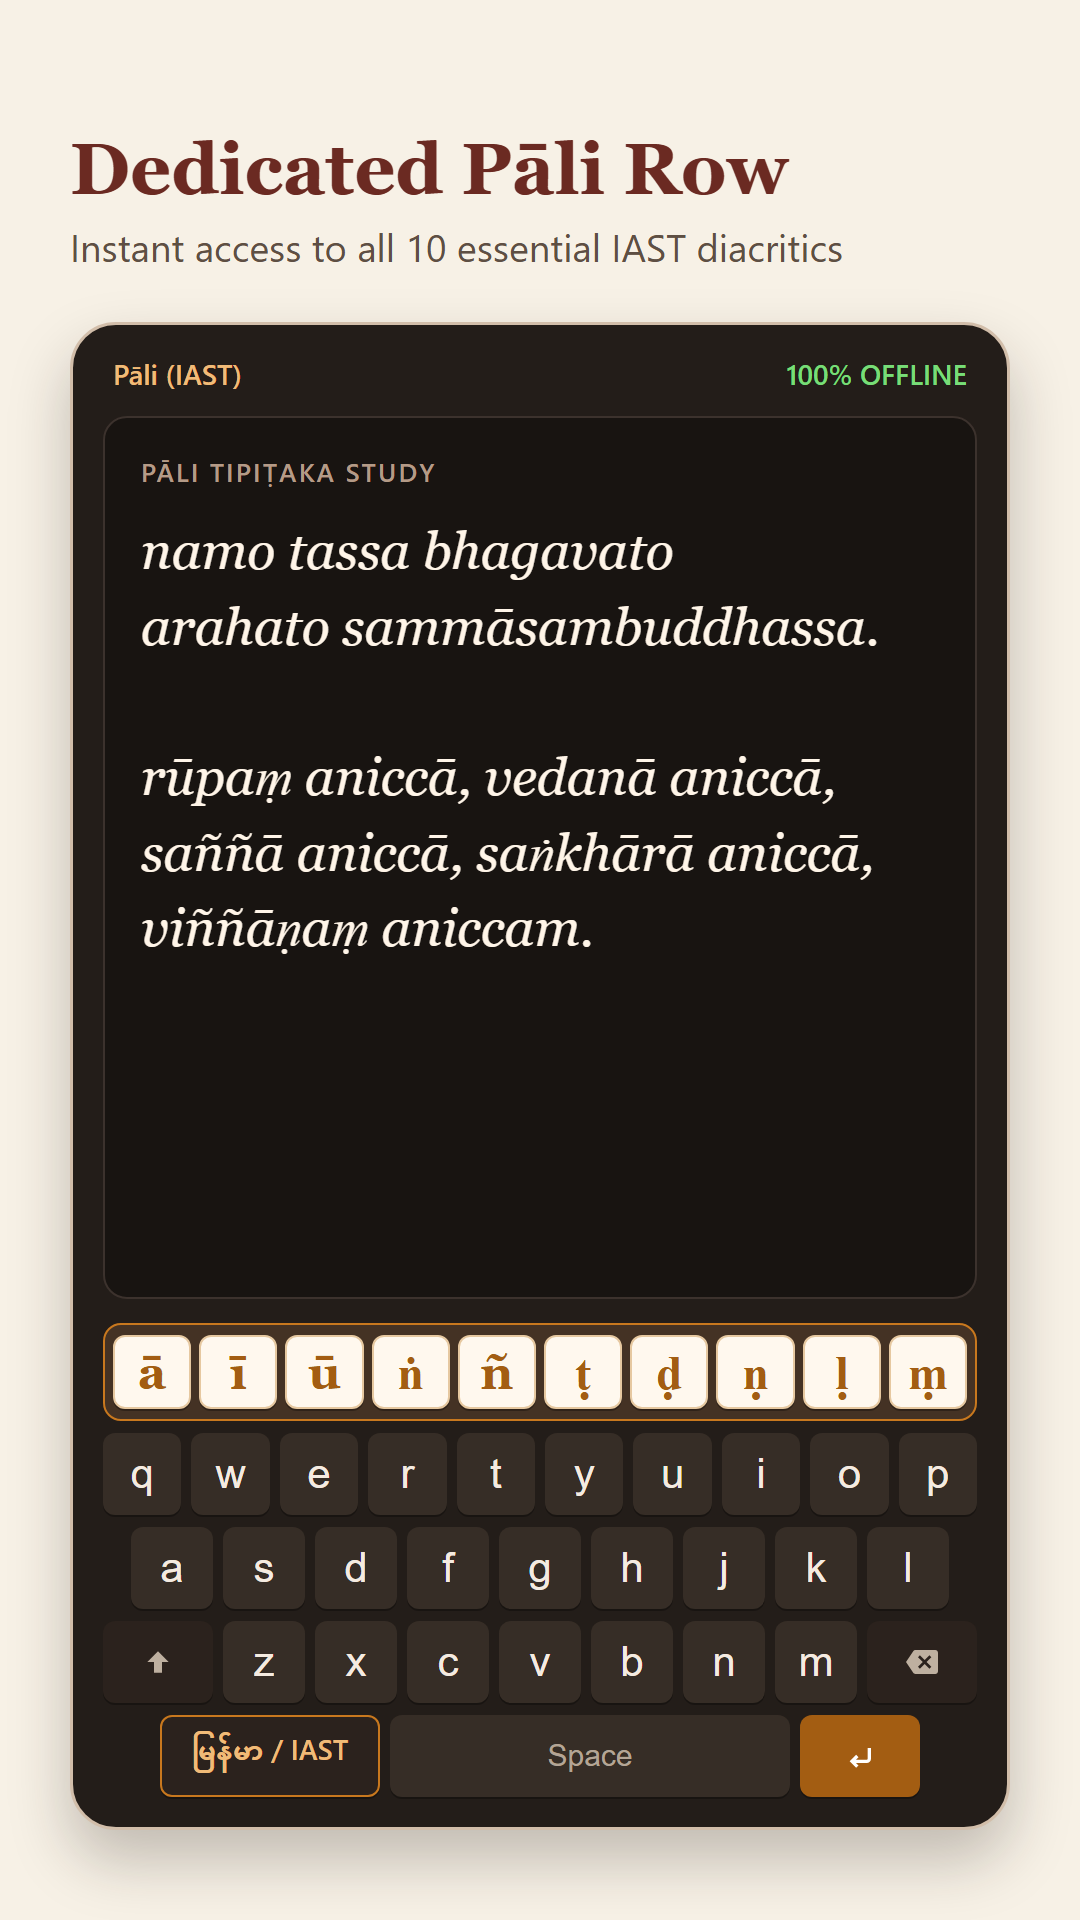 Dedicated Pāli Row
Instant access to all 10 essential IAST diacritics
Pāli (IAST)
100% OFFLINE
PĀLI TIPIṬAKA STUDY
namo tassa bhagavato
arahato sammāsambuddhassa.
rūpaṃ aniccā, vedanā aniccā,
saññā aniccā, saṅkhārā aniccā,
viññāṇaṃ aniccam.
ā ī ū ṅ ñ ṭ ḍ ṇ ḷ ṃ
q w e r t y u i o p
a s d f g h j k l
z x c v b n m
မြန်မာ / IAST
Space